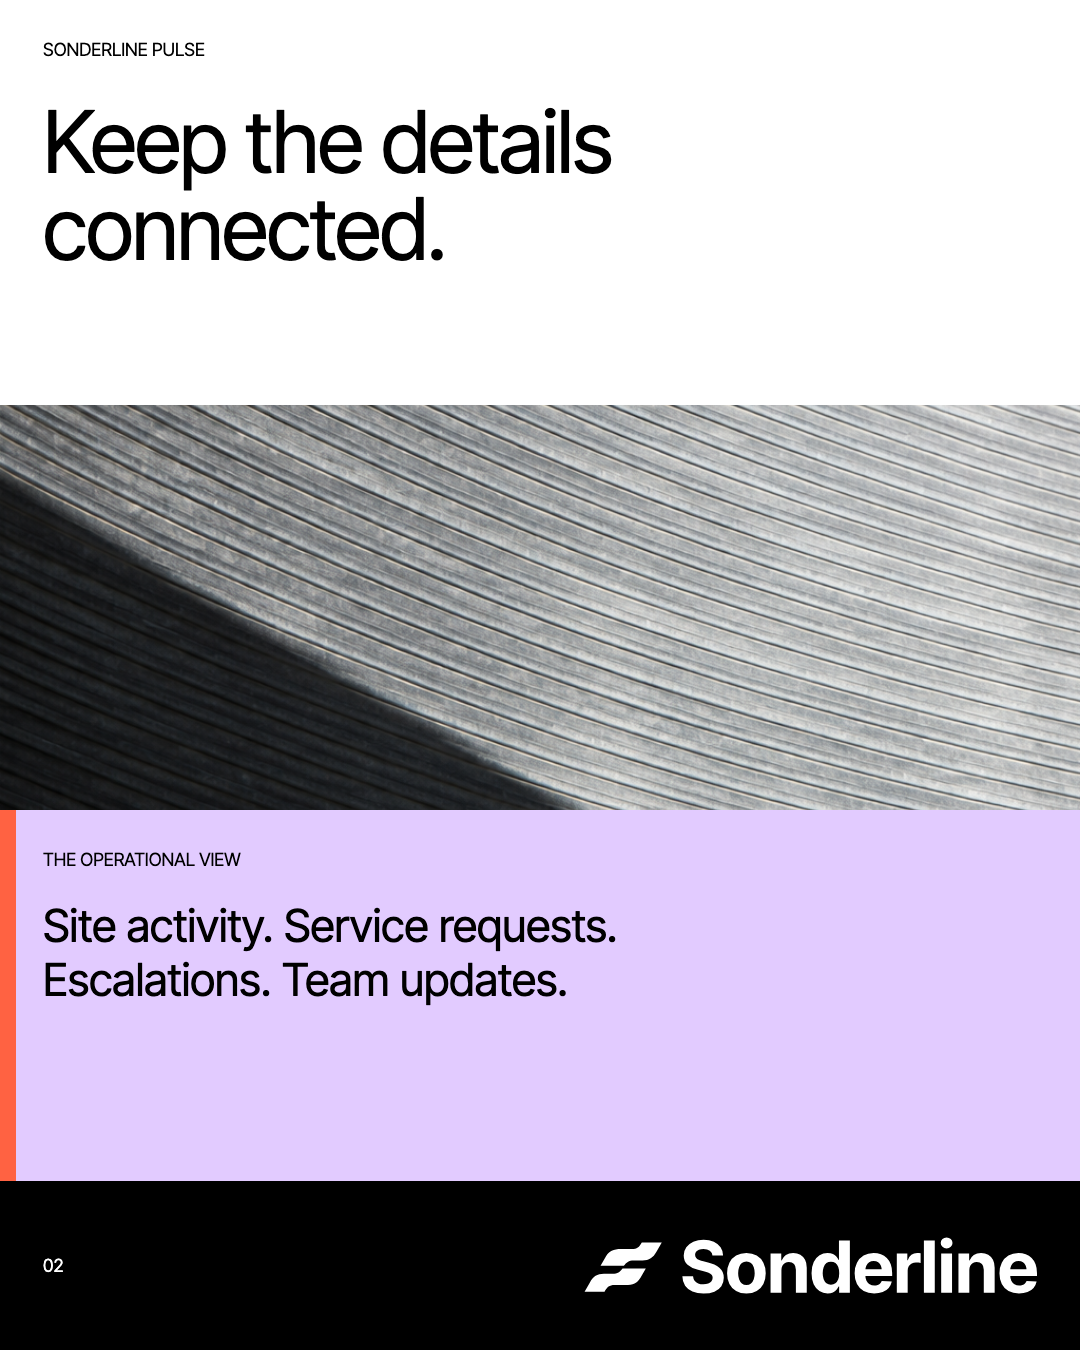 SONDERLINE PULSE
Keep the details
connected.
THE OPERATIONAL VIEW
Site activity. Service requests.
Escalations. Team updates.
02
Sonderline